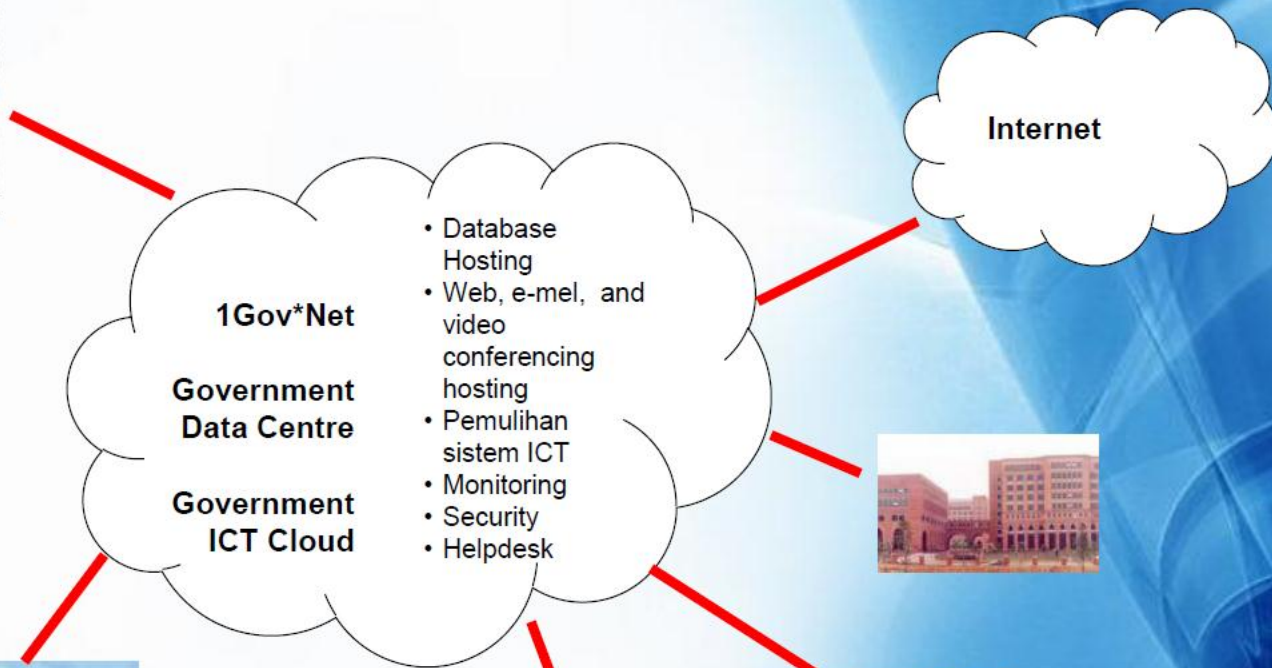 Internet
1Gov*Net
Government
Data Centre
Government
ICT Cloud
• Database
Hosting
• Web, e-mel, and
video
conferencing
hosting
• Pemulihan
sistem ICT
• Monitoring
• Security
• Helpdesk